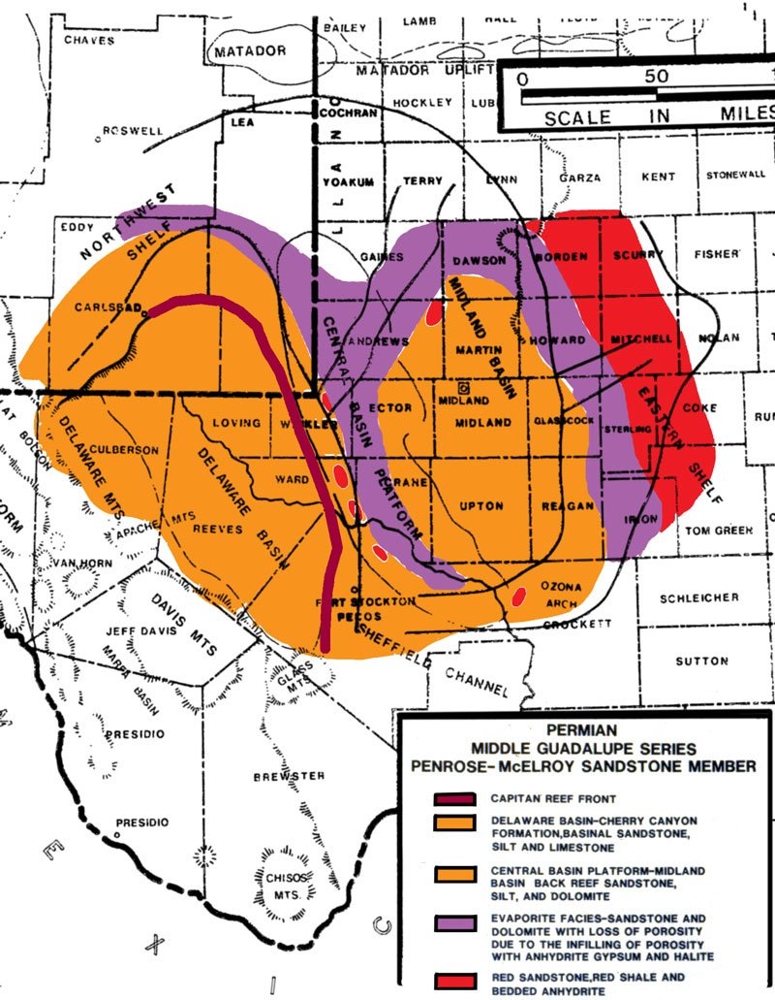 CHAVES
MATADOR
BAILEY
LAMB
HALL
FLOYD
MATADOR UPLIFT
0 50
SCALE IN MILES
HOCKLEY
LUB
ROSWELL
LEA
COCHRAN
LLANO
YOAKUM
TERRY
LYNN
GARZA
KENT
STONEWALL
EDDY
NORTHWEST
SHELF
GAINES
DAWSON
BORDEN
SCURRY
FISHER
CARLSBAD
CENTRAL BASIN PLATFORM
ANDREWS
MIDLAND BASIN
MARTIN
HOWARD
MITCHELL
NOLAN
LOVING
WINKLER
ECTOR
MIDLAND
MIDLAND
GLASSCOCK
STERLING
EASTERN SHELF
COKE
RU
BOLSON
DELAWARE MTS
CULBERSON
DELAWARE BASIN
WARD
CRANE
UPTON
REAGAN
IRION
TOM GREEN
ORM
APACHE MTS
REEVES
VAN HORN
DAVIS MTS
JEFF DAVIS
MARFA BASIN
FORT STOCKTON
PECOS
OZONA
ARCH
SCHLEICHER
CROCKETT
SHEFFIELD
CHANNEL
SUTTON
GLASS
MTS
PRESIDIO
BREWSTER
PRESIDIO
CHISOS
MTS.
E
X
I
C
PERMIAN
MIDDLE GUADALUPE SERIES
PENROSE-McELROY SANDSTONE MEMBER
CAPITAN REEF FRONT
DELAWARE BASIN-CHERRY CANYON
FORMATION,BASINAL SANDSTONE,
SILT AND LIMESTONE
CENTRAL BASIN PLATFORM-MIDLAND
BASIN BACK REEF SANDSTONE,
SILT, AND DOLOMITE
EVAPORITE FACIES-SANDSTONE AND
DOLOMITE WITH LOSS OF POROSITY
DUE TO THE INFILLING OF POROSITY
WITH ANHYDRITE GYPSUM AND HALITE
RED SANDSTONE,RED SHALE AND
BEDDED ANHYDRITE